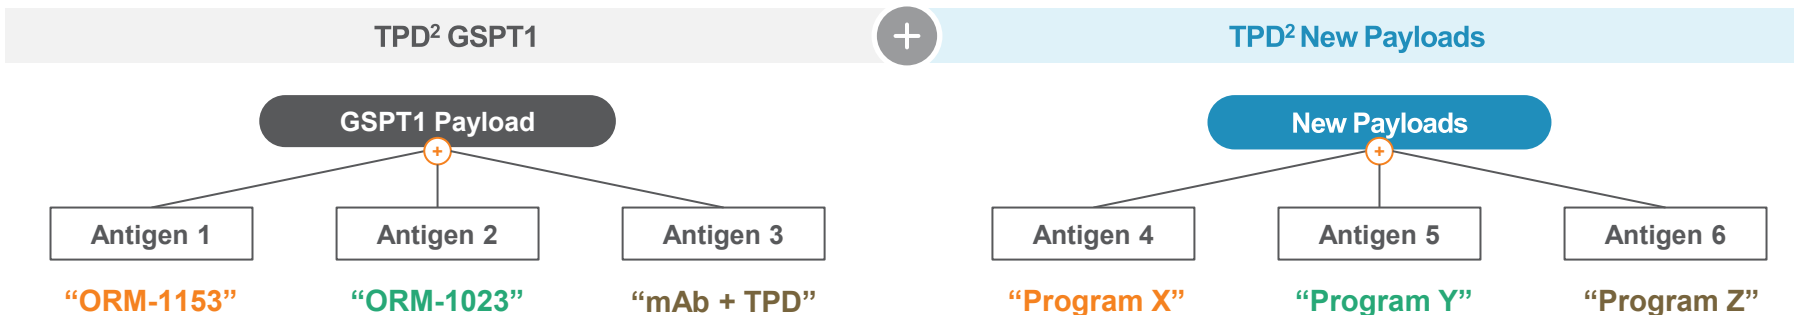 TPD² GSPT1
+
TPD² New Payloads
GSPT1 Payload
+
Antigen 1
Antigen 2
Antigen 3
“ORM-1153”
“ORM-1023”
“mAb + TPD”
New Payloads
+
Antigen 4
Antigen 5
Antigen 6
“Program X”
“Program Y”
“Program Z”